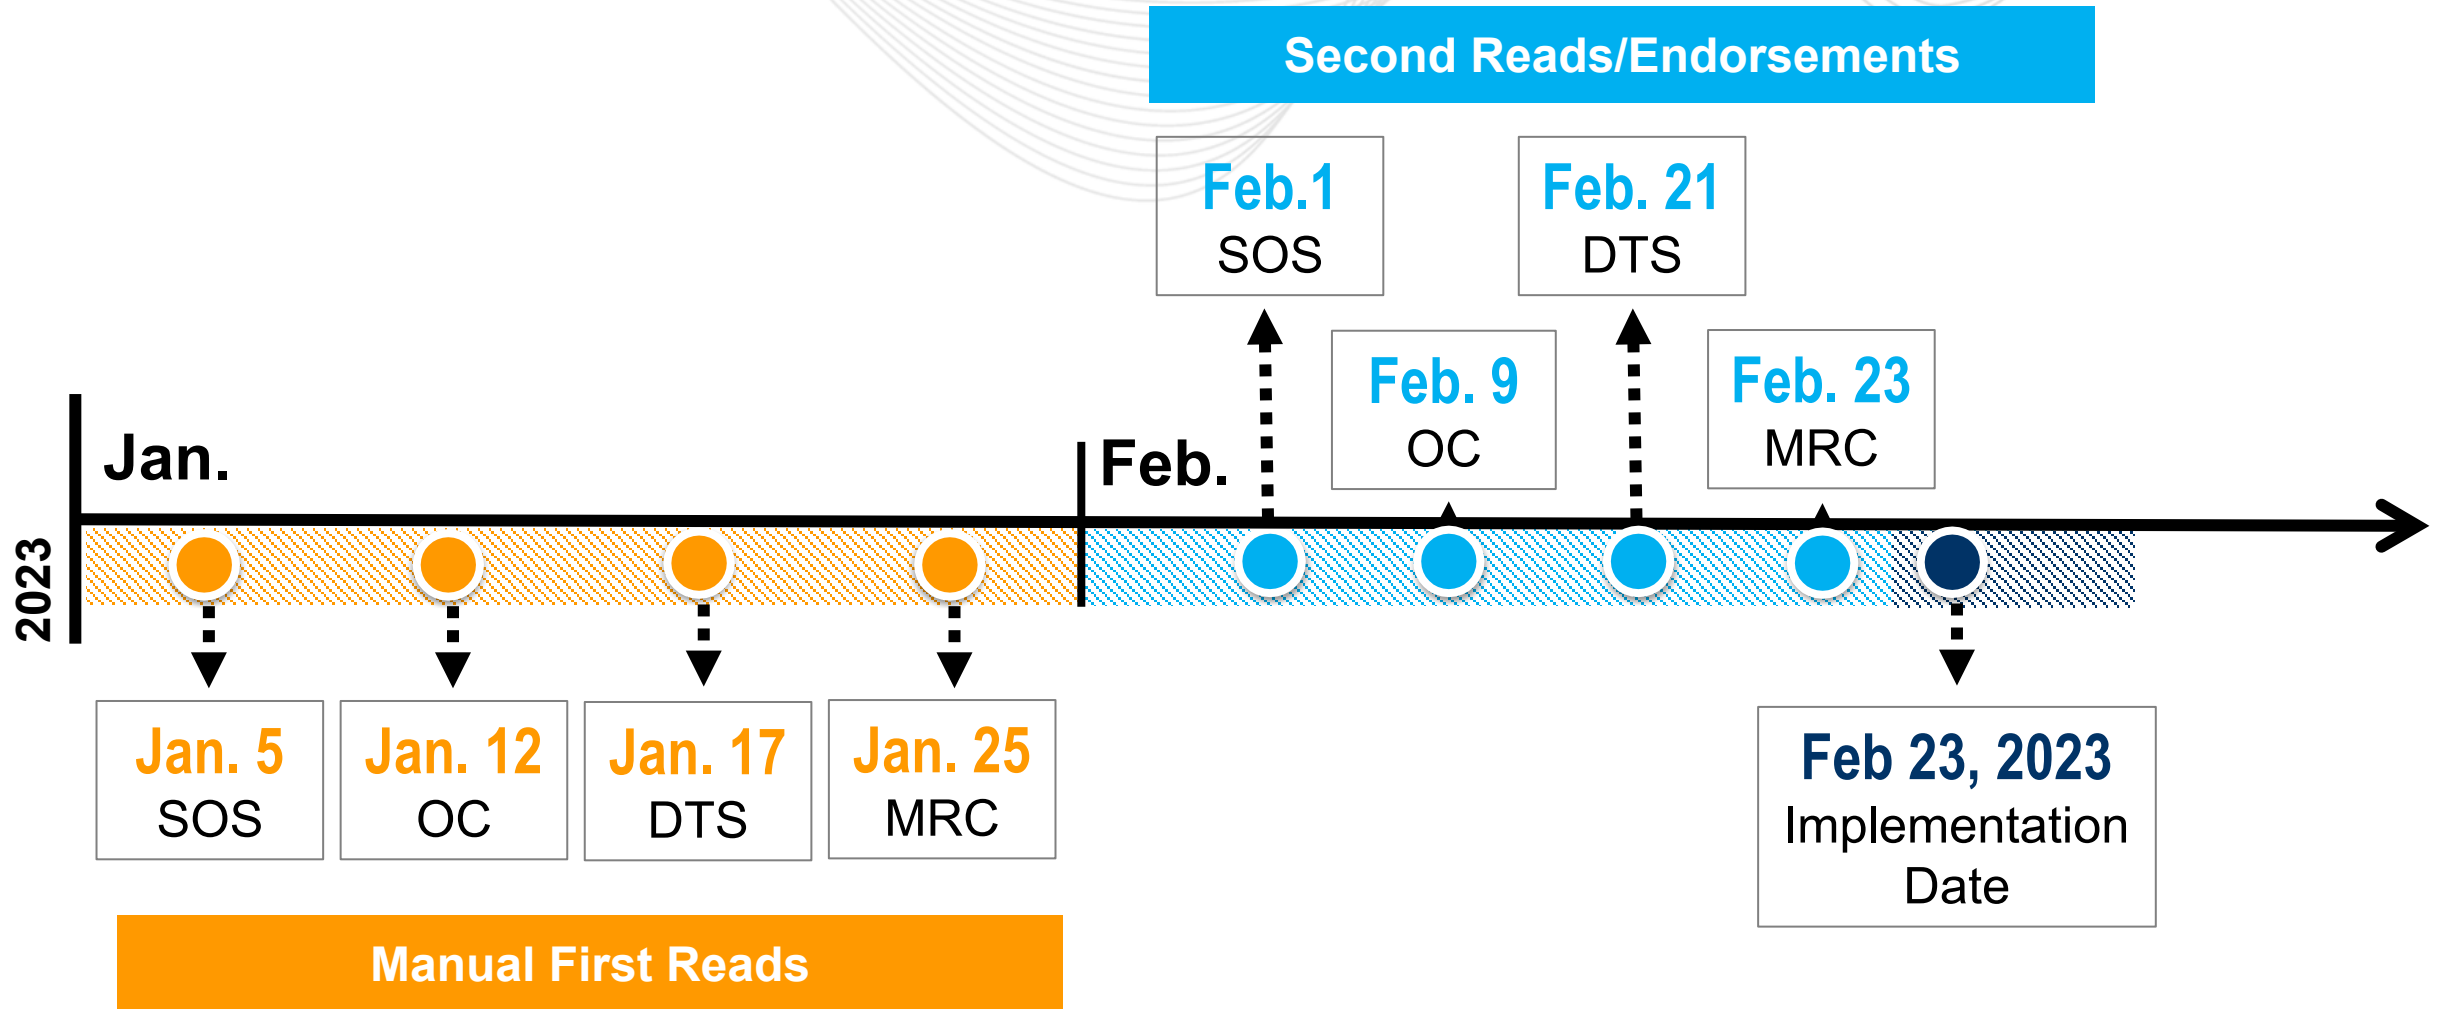 Second Reads/Endorsements
Feb.1
SOS
Feb. 21
DTS
Feb. 9
OC
Feb. 23
MRC
Jan.
Feb.
2023
Jan. 5
SOS
Jan. 12
OC
Jan. 17
DTS
Jan. 25
MRC
Feb 23, 2023
Implementation
Date
Manual First Reads